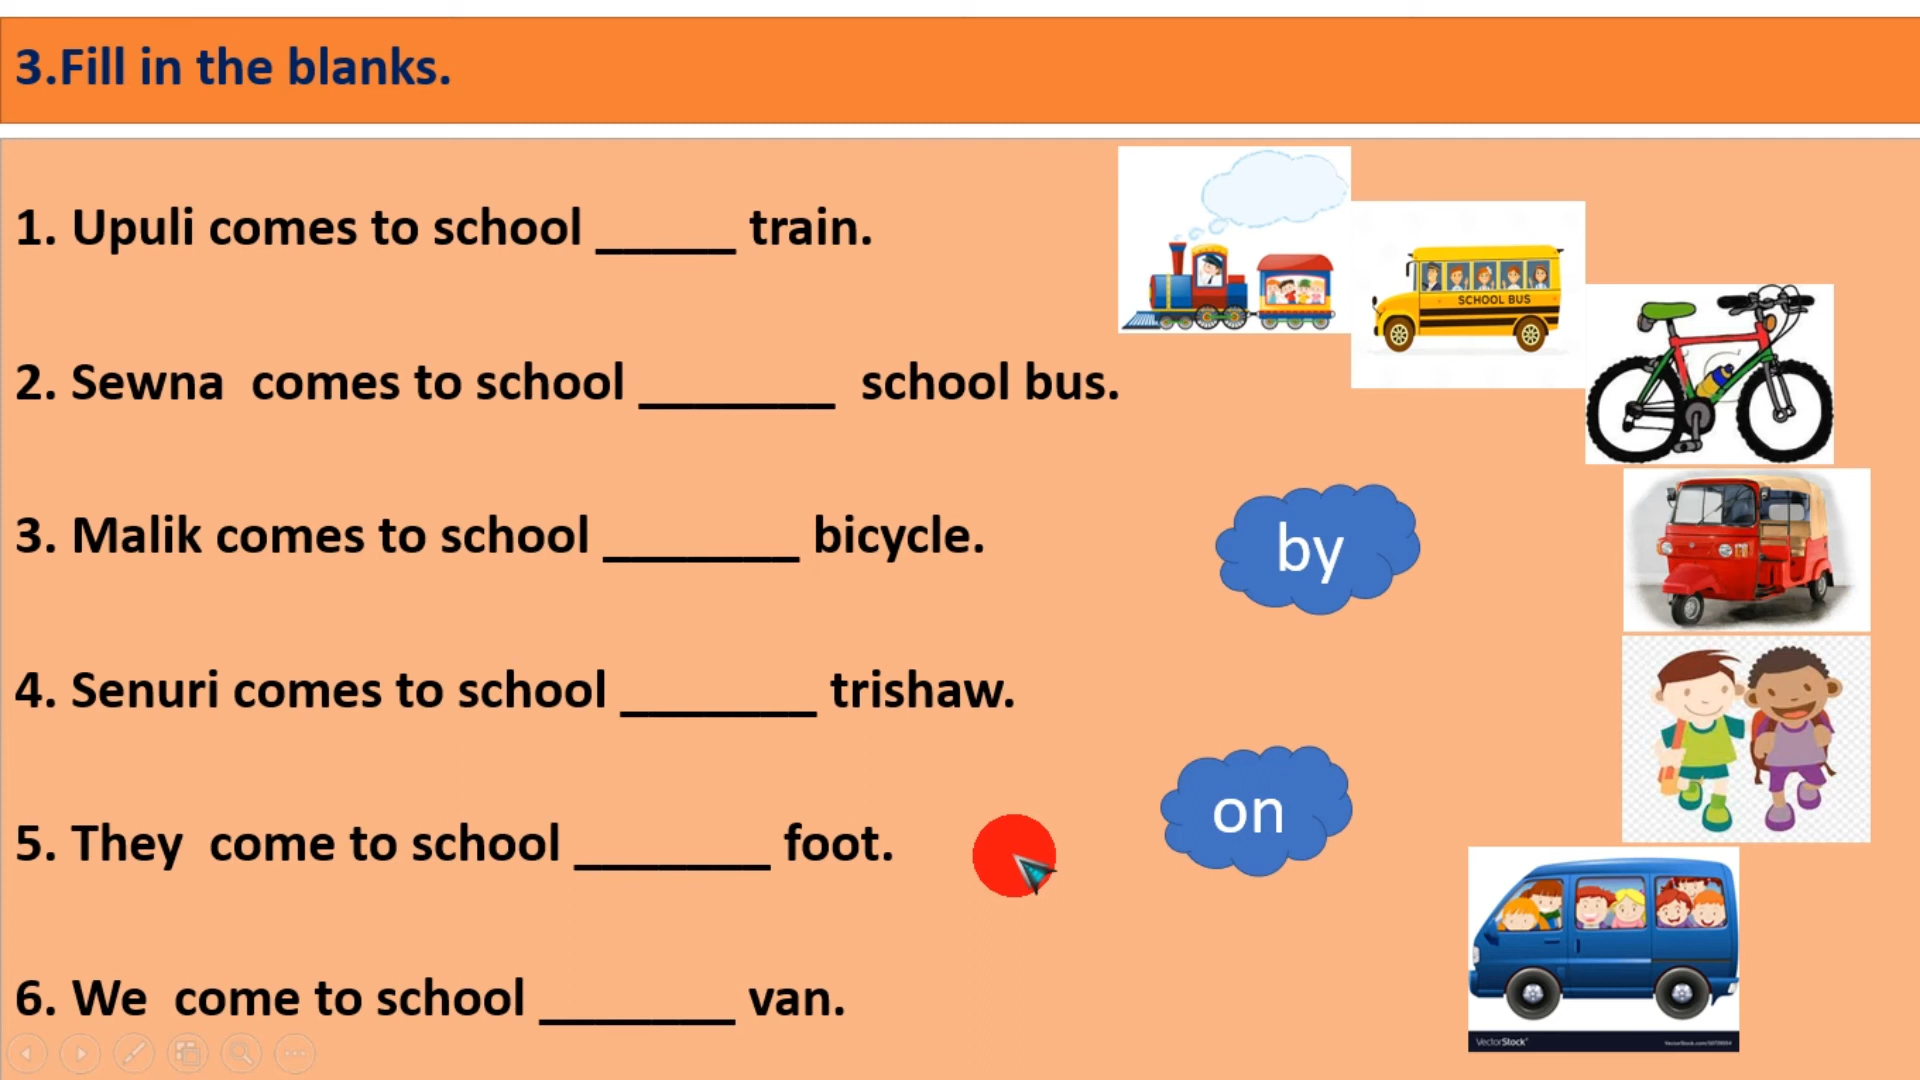 3.Fill in the blanks.
1. Upuli comes to school _____ train.
2. Sewna  comes to school _______  school bus.
3. Malik comes to school _______ bicycle.
4. Senuri comes to school _______ trishaw.
5. They  come to school _______ foot.
6. We  come to school _______ van.
SCHOOL BUS
by
on
VectorStock